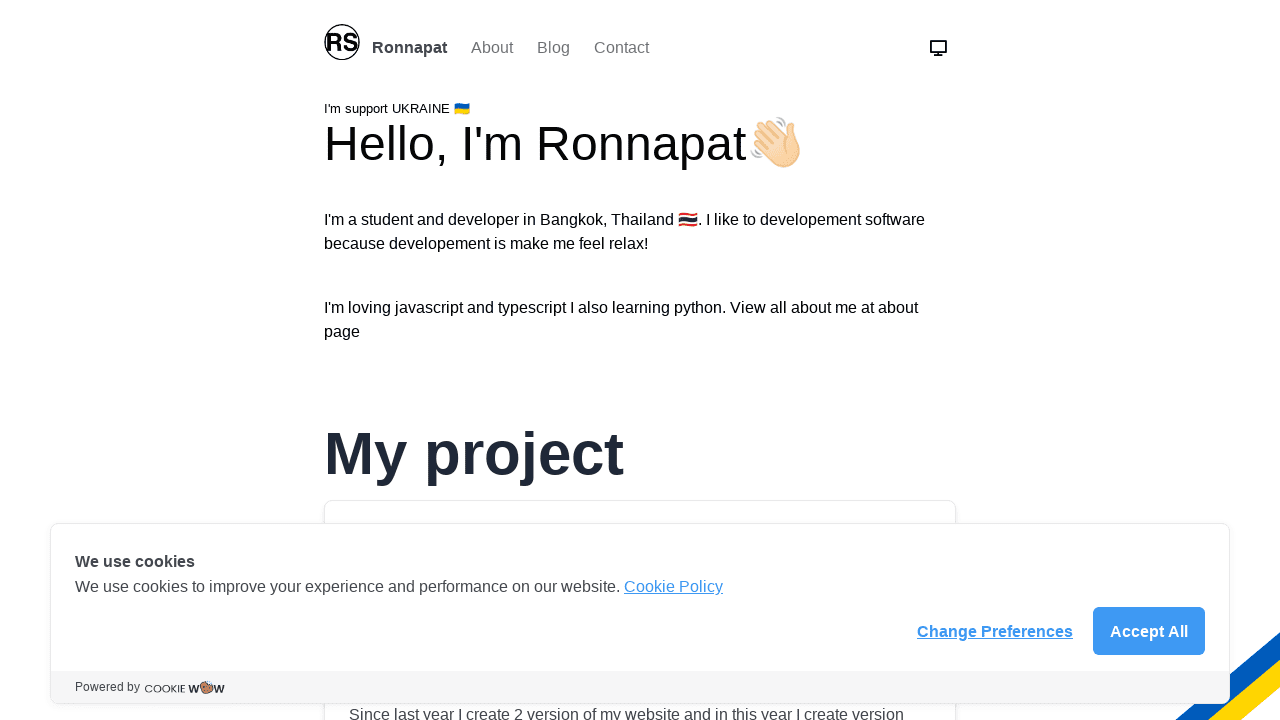 RS Ronnapat About Blog Contact
I'm support UKRAINE 🇺🇦
Hello, I'm Ronnapat👋🏻
I'm a student and developer in Bangkok, Thailand 🇹🇭. I like to developement software
because developement is make me feel relax!
I'm loving javascript and typescript I also learning python. View all about me at about
page
My project
We use cookies
We use cookies to improve your experience and performance on our website. Cookie Policy
Change Preferences Accept All
Powered by COOKIE WOW
Since last year I create 2 version of my website and in this year I create version